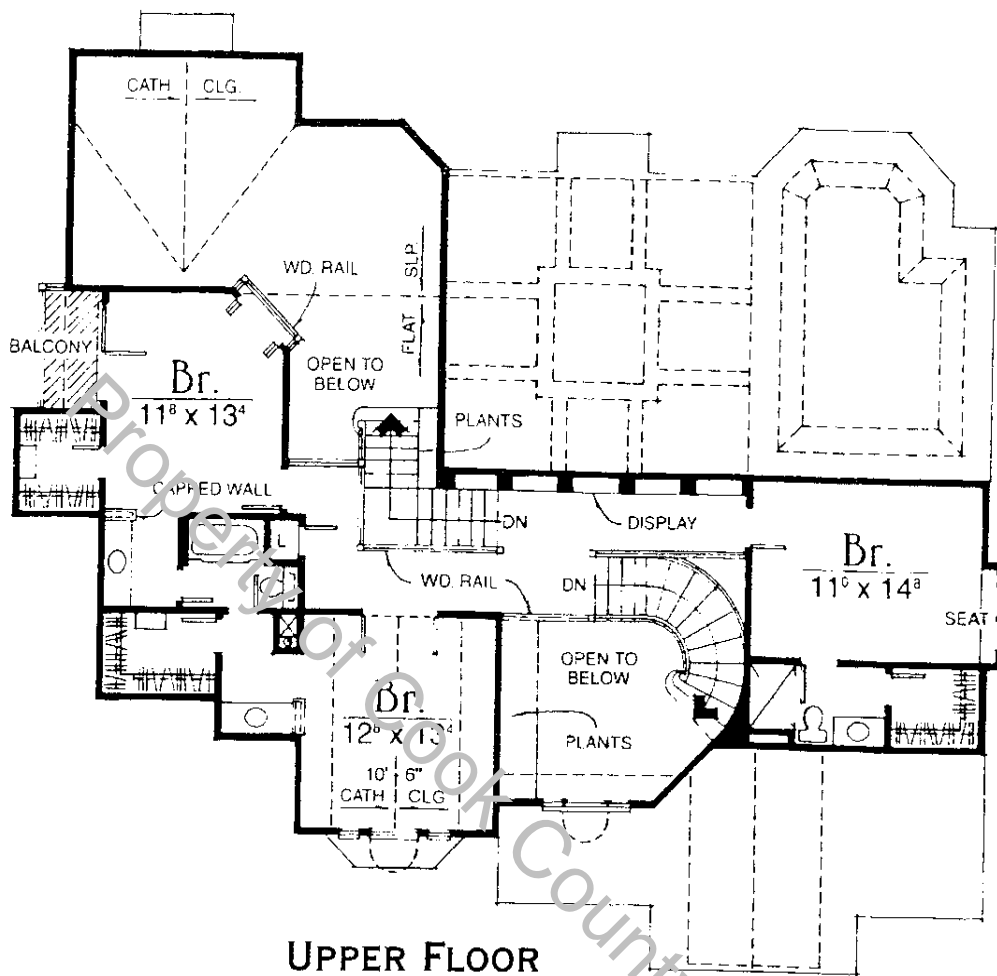 CATH CLG.
WD. RAIL
FLAT SLP.
BALCONY
OPEN TO
BELOW
Br.
11⁸ x 13⁴
PLANTS
CAPPED WALL
DN
DISPLAY
L
Br.
11⁰ x 14⁸
WD. RAIL
DN
SEAT
OPEN TO
BELOW
Br.
12⁸ x 13⁴
PLANTS
10' 6"
CATH CLG
UPPER FLOOR
Property of Cook County